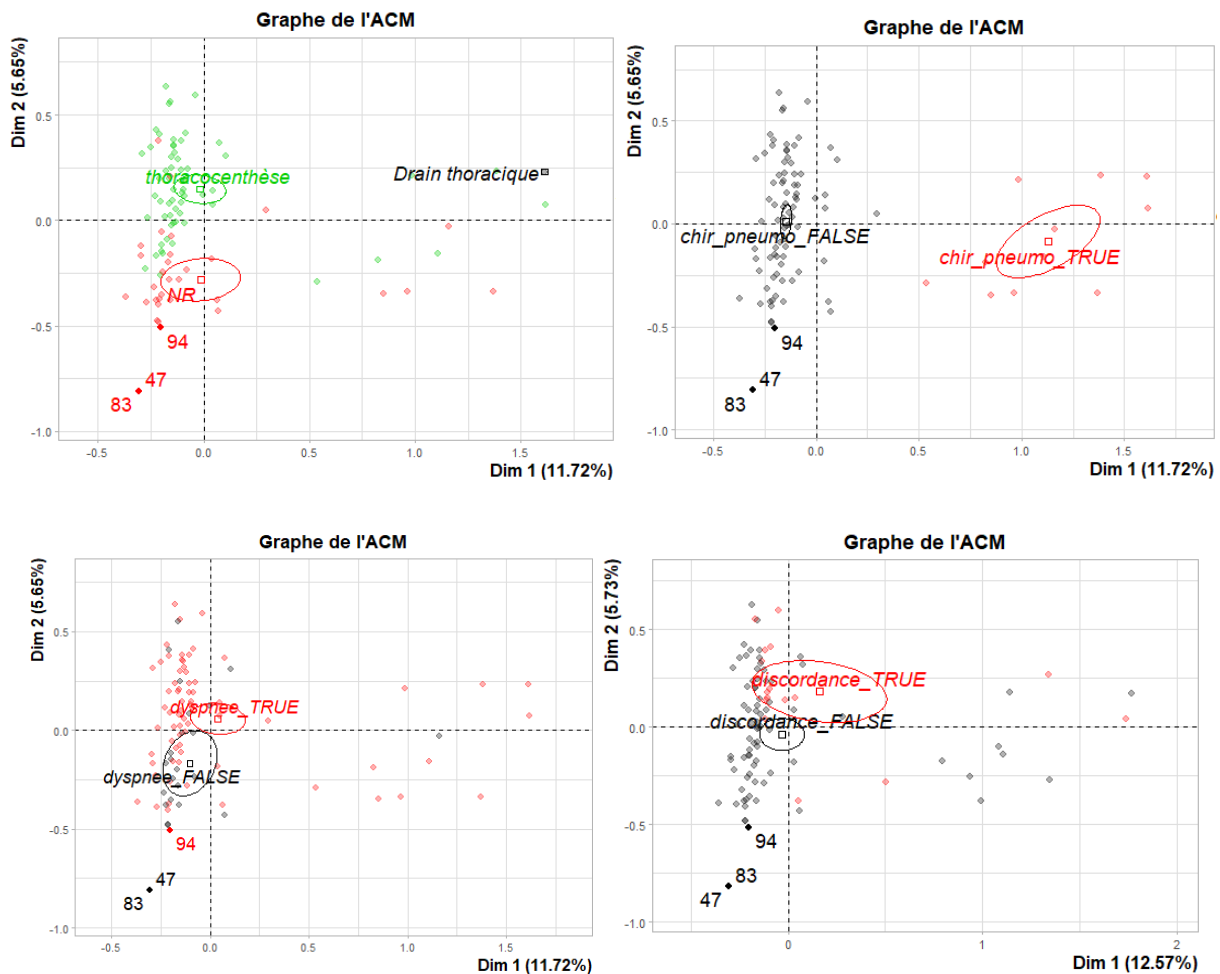 Graphe de l'ACM
Dim 2 (5.65%)
0.5
0.0
-0.5
-1.0
thoracocenthèse
Drain thoracique
NR
94
47
83
-0.5
0.0
0.5
1.0
1.5
Dim 1 (11.72%)
Graphe de l'ACM
Dim 2 (5.65%)
0.5
0.0
-0.5
-1.0
chir_pneumo_FALSE
chir_pneumo_TRUE
94
47
83
-0.5
0.0
0.5
1.0
1.5
Dim 1 (11.72%)
Graphe de l'ACM
Dim 2 (5.65%)
0.5
0.0
-0.5
-1.0
dyspnee_TRUE
dyspnee_FALSE
94
47
83
-0.5
0.0
0.5
1.0
1.5
Dim 1 (11.72%)
Graphe de l'ACM
Dim 2 (5.73%)
0.5
0.0
-0.5
-1.0
discordance_TRUE
discordance_FALSE
94
83
47
0
1
2
Dim 1 (12.57%)